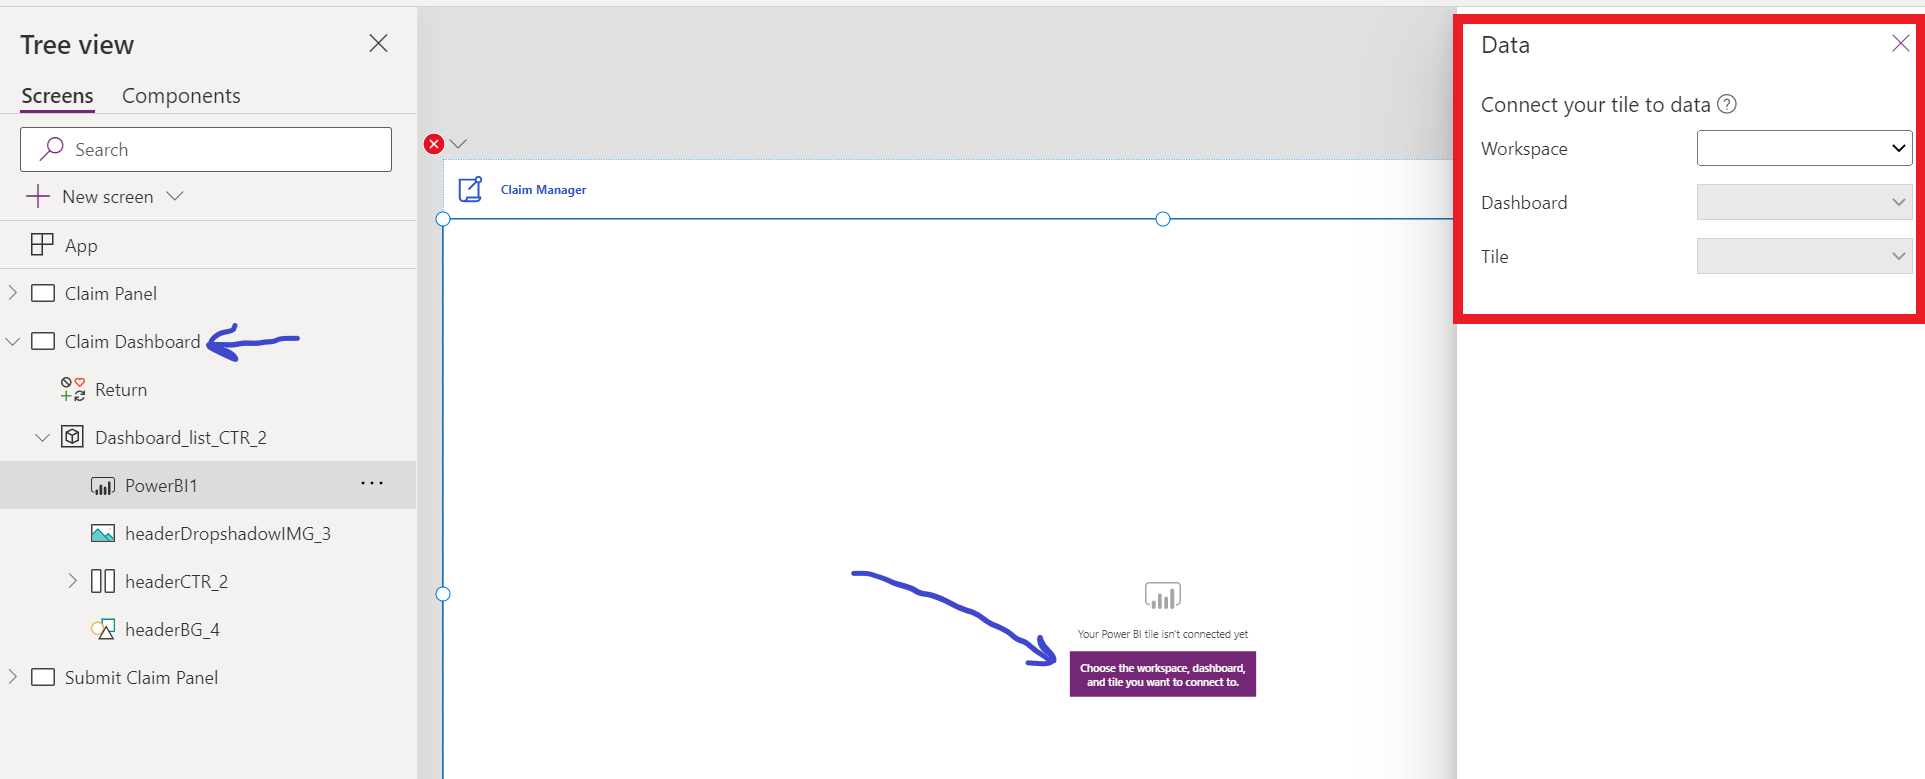 Tree view
Screens Components
Search
New screen
App
Claim Panel
Claim Dashboard
Return
Dashboard_list_CTR_2
PowerBI1
headerDropshadowIMG_3
headerCTR_2
headerBG_4
Submit Claim Panel
Claim Manager
Your Power BI tile isn't connected yet
Choose the workspace, dashboard,
and tile you want to connect to.
Data
Connect your tile to data
Workspace
Dashboard
Tile